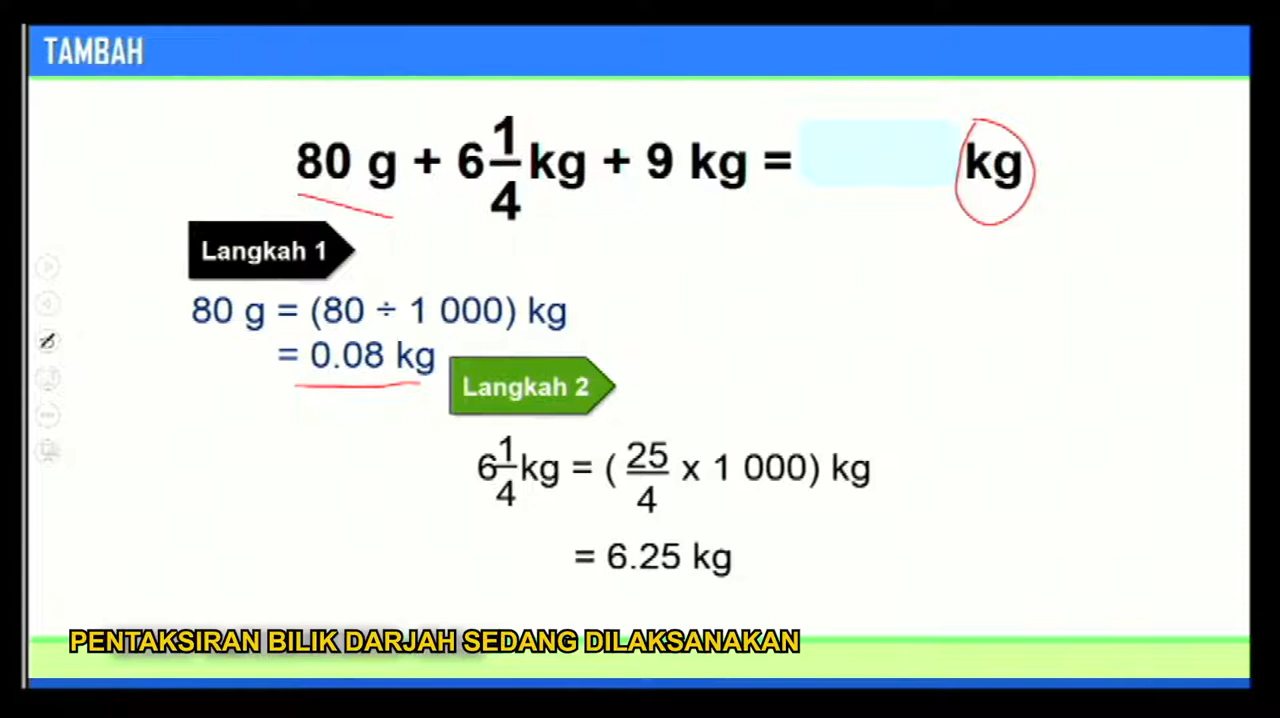 TAMBAH
80 g + 6 1/4 kg + 9 kg = kg
Langkah 1
80 g = (80 ÷ 1 000) kg
= 0.08 kg
Langkah 2
6 1/4 kg = ( 25/4 x 1 000) kg
= 6.25 kg
PENTAKSIRAN BILIK DARJAH SEDANG DILAKSANAKAN